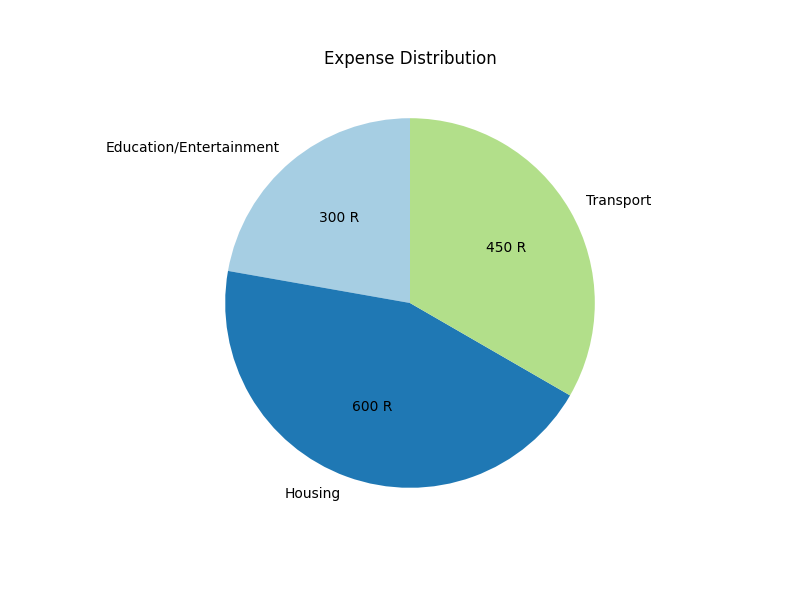 Expense Distribution
Education/Entertainment
Transport
300 R
450 R
600 R
Housing